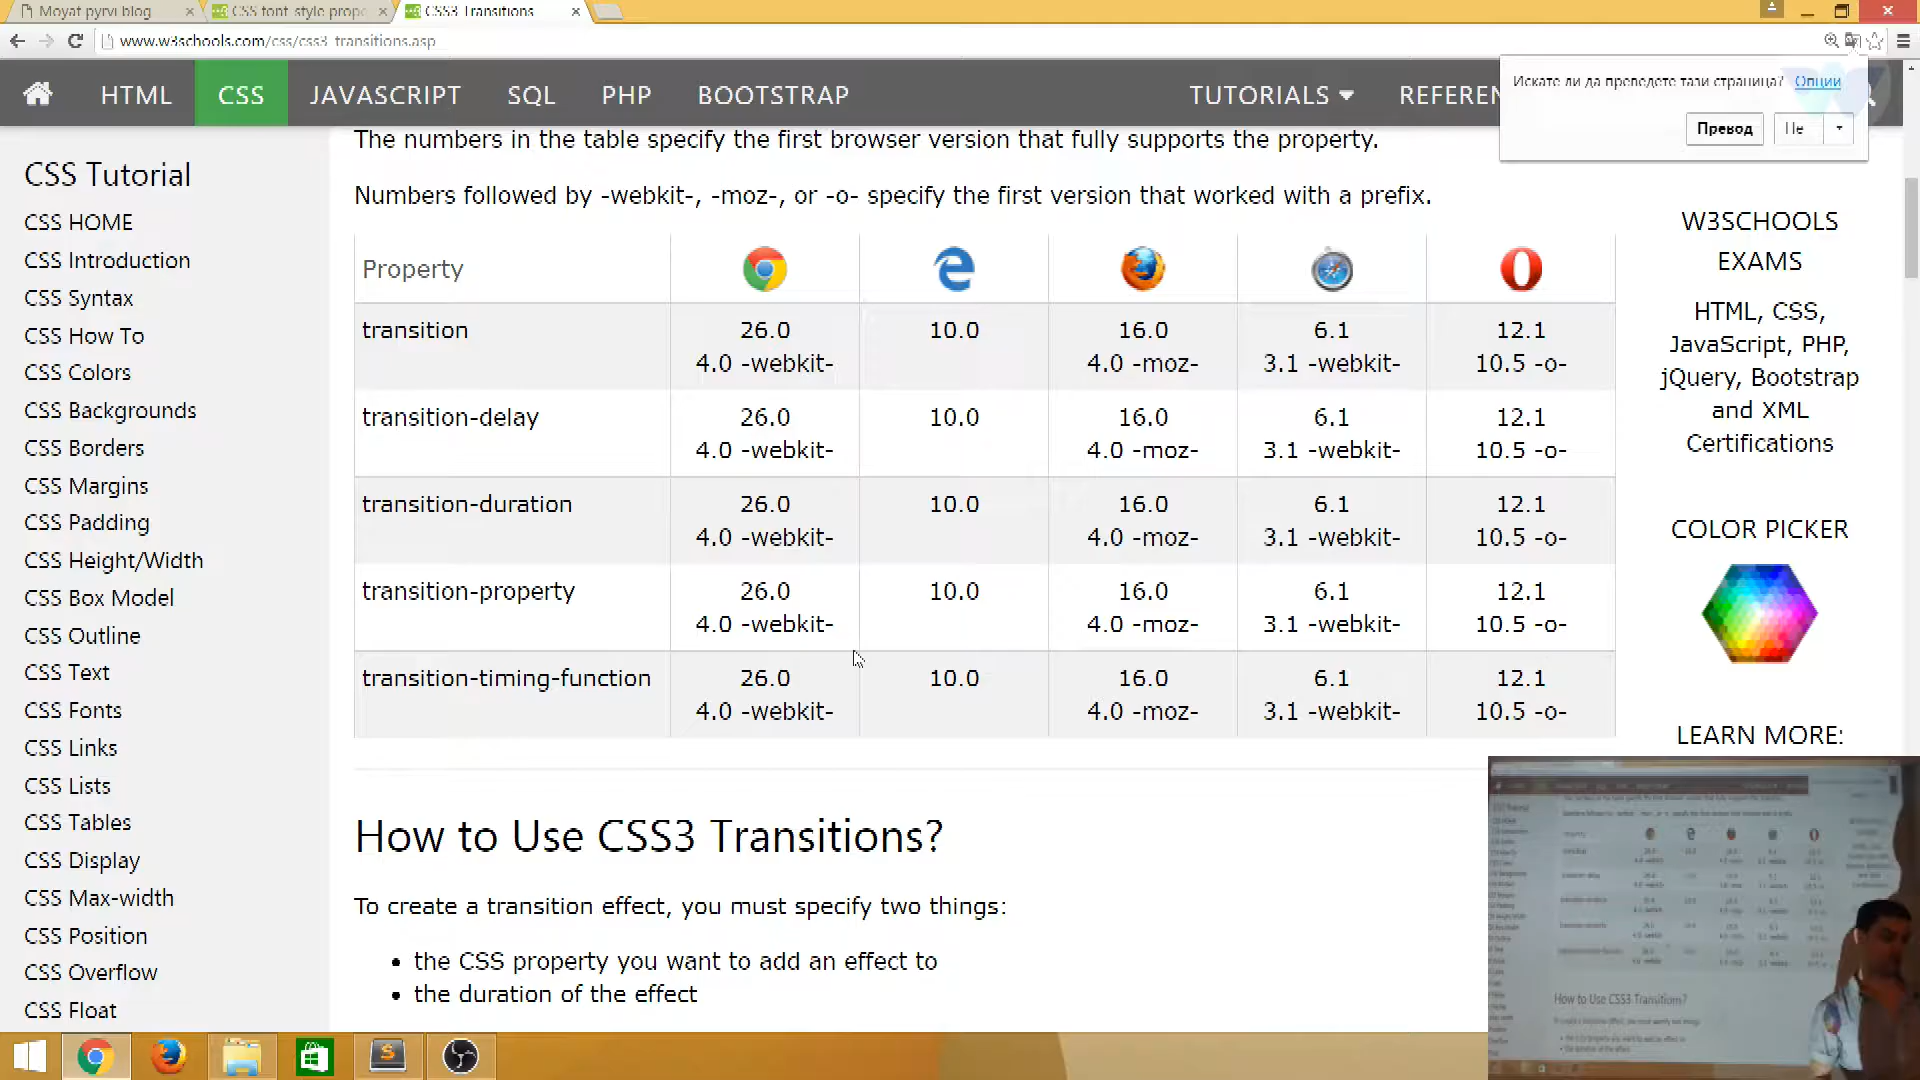 Moyat pyrvi blog
CSS font-style prope
CSS3 Transitions
www.w3schools.com/css/css3_transitions.asp
HTML
CSS
JAVASCRIPT
SQL
PHP
BOOTSTRAP
TUTORIALS
REFEREN
Искате ли да преведете тази страница? Опции
Превод
Не
CSS Tutorial
CSS HOME
CSS Introduction
CSS Syntax
CSS How To
CSS Colors
CSS Backgrounds
CSS Borders
CSS Margins
CSS Padding
CSS Height/Width
CSS Box Model
CSS Outline
CSS Text
CSS Fonts
CSS Links
CSS Lists
CSS Tables
CSS Display
CSS Max-width
CSS Position
CSS Overflow
CSS Float
The numbers in the table specify the first browser version that fully supports the property.
Numbers followed by -webkit-, -moz-, or -o- specify the first version that worked with a prefix.
Property
transition 26.0 10.0 16.0 6.1 12.1
4.0 -webkit- 4.0 -moz- 3.1 -webkit- 10.5 -o-
transition-delay 26.0 10.0 16.0 6.1 12.1
4.0 -webkit- 4.0 -moz- 3.1 -webkit- 10.5 -o-
transition-duration 26.0 10.0 16.0 6.1 12.1
4.0 -webkit- 4.0 -moz- 3.1 -webkit- 10.5 -o-
transition-property 26.0 10.0 16.0 6.1 12.1
4.0 -webkit- 4.0 -moz- 3.1 -webkit- 10.5 -o-
transition-timing-function 26.0 10.0 16.0 6.1 12.1
4.0 -webkit- 4.0 -moz- 3.1 -webkit- 10.5 -o-
How to Use CSS3 Transitions?
To create a transition effect, you must specify two things:
the CSS property you want to add an effect to
the duration of the effect
W3SCHOOLS
EXAMS
HTML, CSS,
JavaScript, PHP,
jQuery, Bootstrap
and XML
Certifications
COLOR PICKER
LEARN MORE:
How to Use CSS3 Transitions?